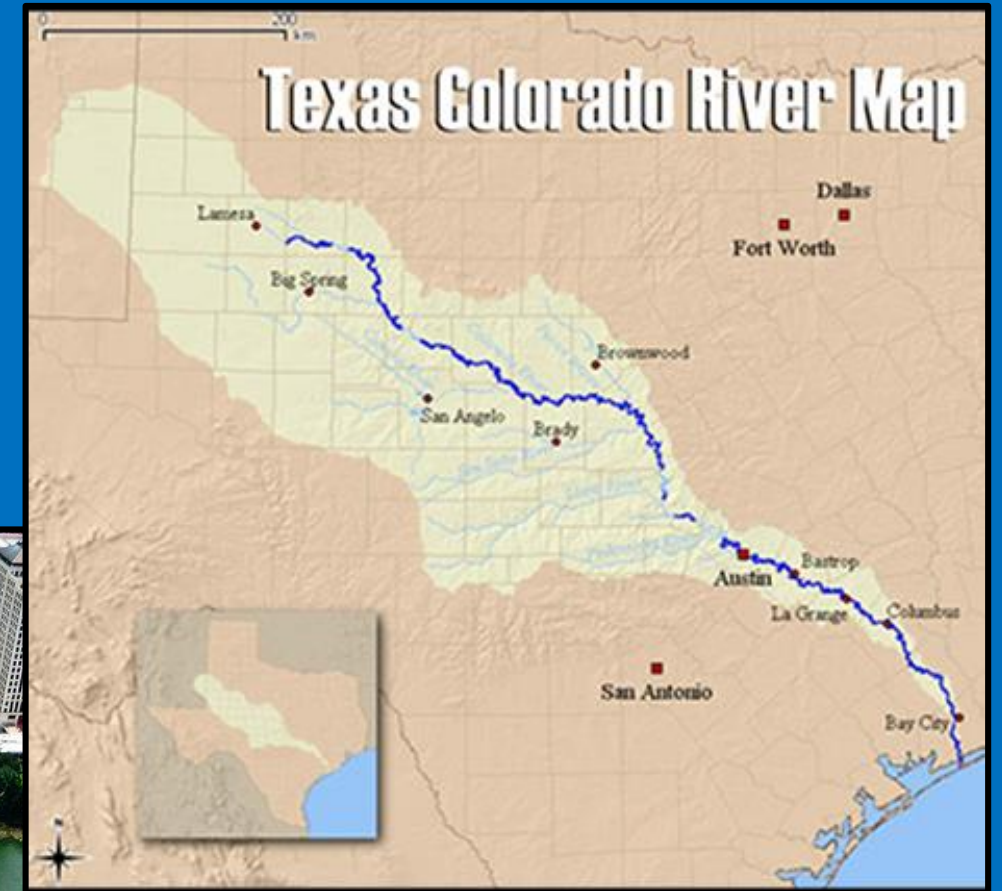 0
200
km
Texas Colorado River Map
Dallas
Lamesa
Fort Worth
Big Spring
Brownwood
San Angelo
Brady
Austin
Bastrop
La Grange
Columbus
San Antonio
Bay City
N